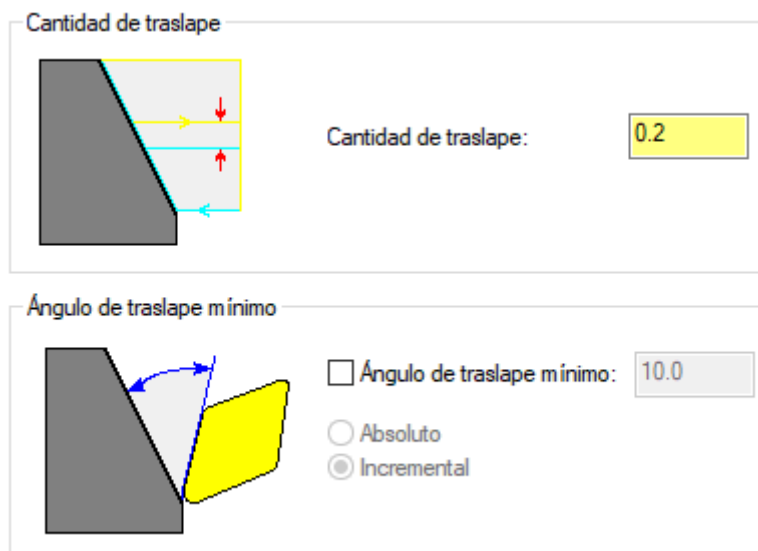 Cantidad de traslape
Cantidad de traslape: 0.2
Ángulo de traslape mínimo
Ángulo de traslape mínimo: 10.0
Absoluto
Incremental